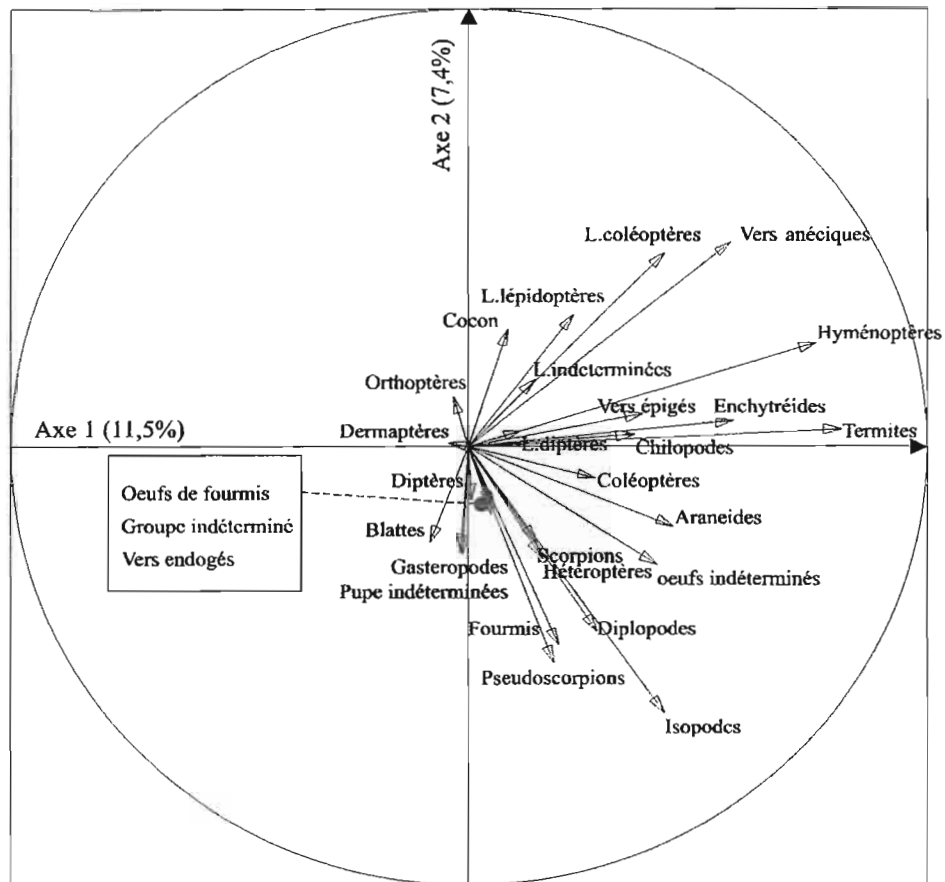 Axe 2 (7,4%)
L.coléoptères
Vers anéciques
L.lépidoptères
Cocon
Hyménoptères
L.indeterminées
Orthoptères
Vers épigés
Enchytréides
Axe 1 (11,5%)
Dermaptères
L.diptères
Chilopodes
Termites
Diptères
Coléoptères
Oeufs de fourmis
Groupe indéterminé
Vers endogés
Araneides
Blattes
Scorpions
Gasteropodes
Héteroptères
oeufs indéterminés
Pupe indéterminées
Fourmis
Diplopodes
Pseudoscorpions
Isopodes